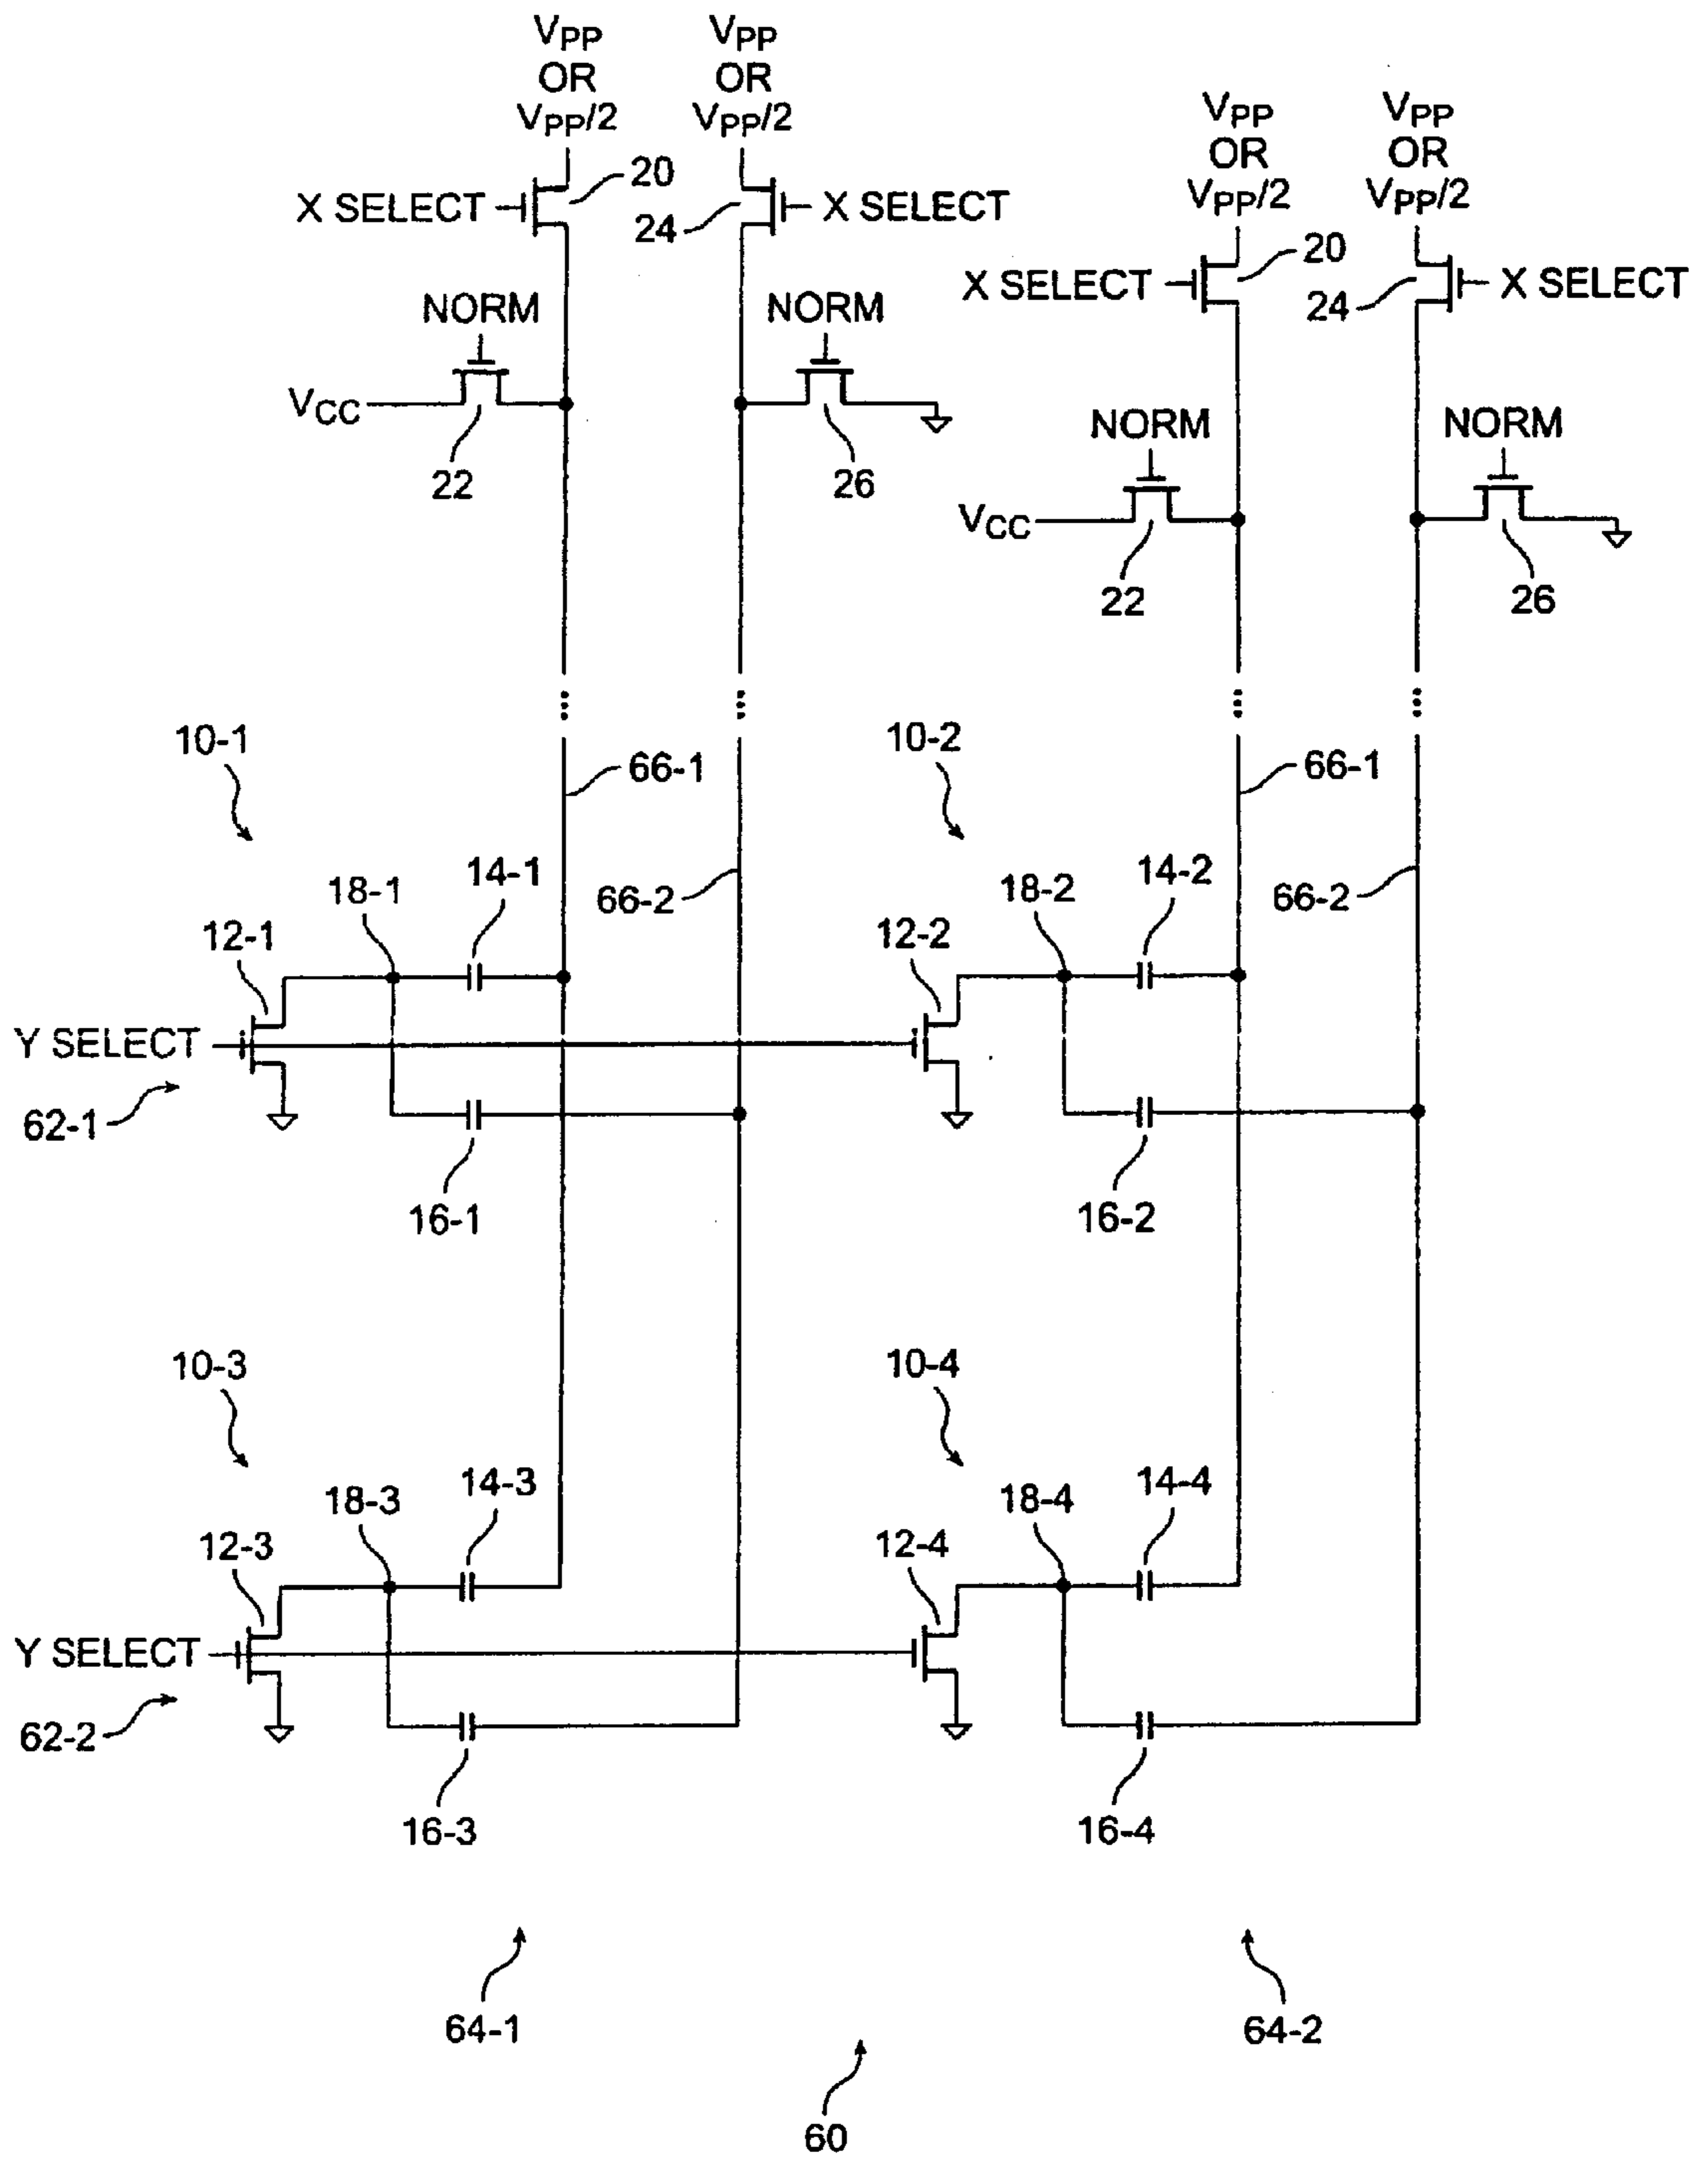 VPP
OR
VPP/2
VPP
OR
VPP/2
VPP
OR
VPP/2
VPP
OR
VPP/2
X SELECT
20
24
X SELECT
X SELECT
20
24
X SELECT
NORM
NORM
VCC
22
26
NORM
NORM
VCC
22
26
10-1
66-1
10-2
66-1
18-1
14-1
66-2
18-2
14-2
66-2
12-1
12-2
Y SELECT
62-1
16-1
16-2
10-3
10-4
18-3
14-3
18-4
14-4
12-3
12-4
Y SELECT
62-2
16-3
16-4
64-1
64-2
60